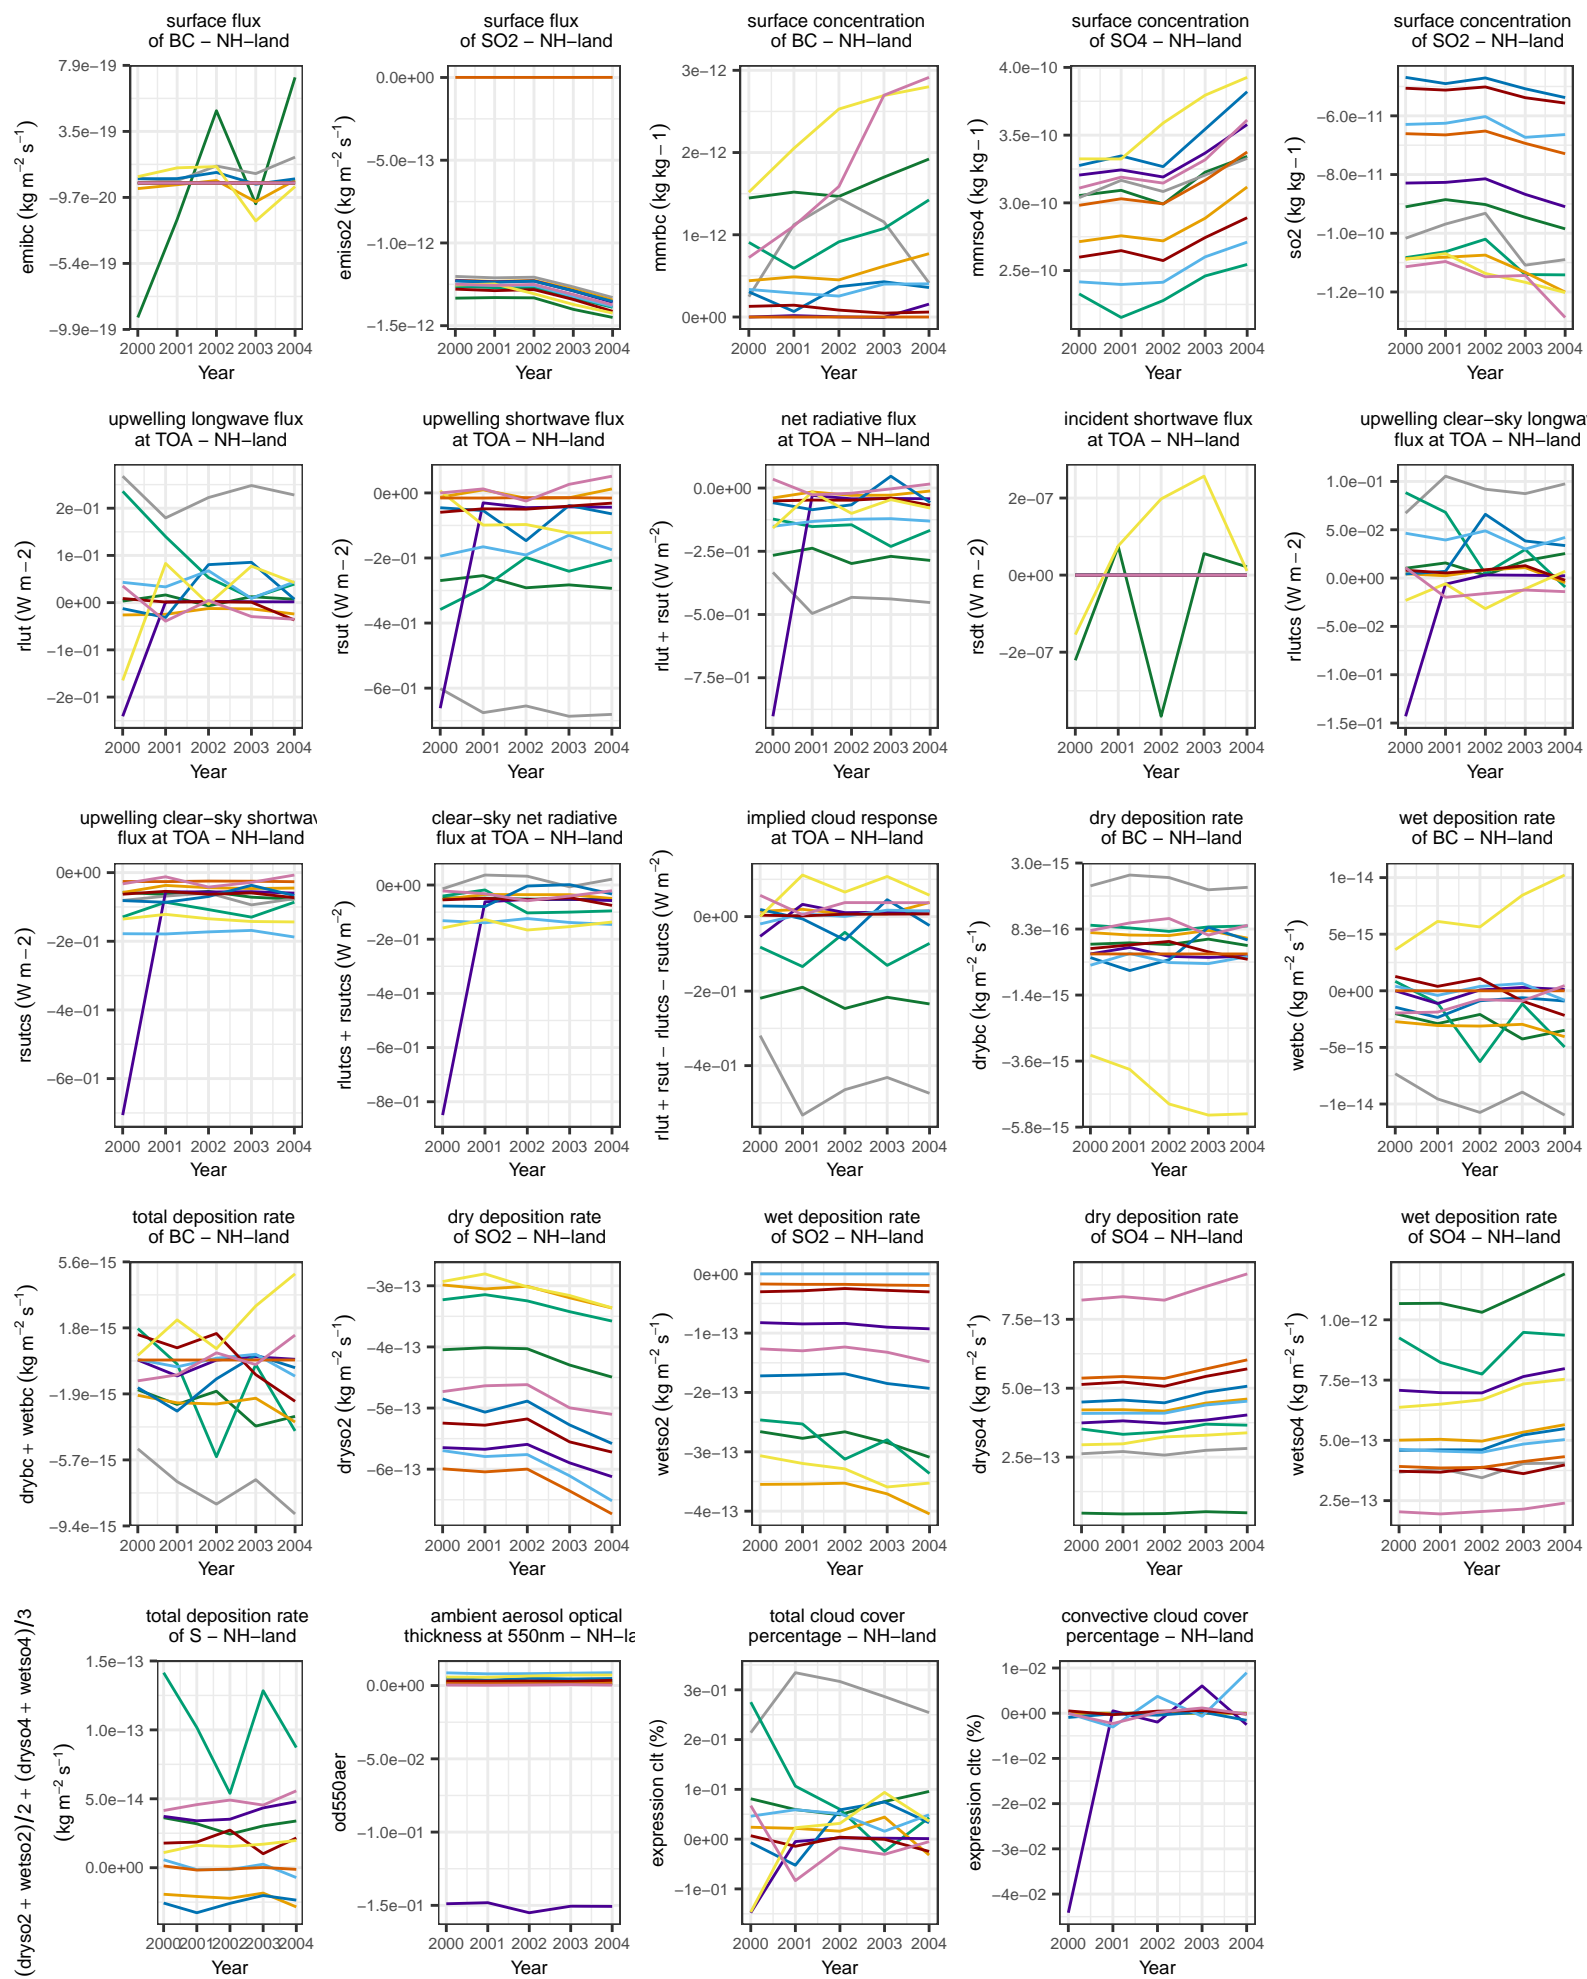 surface flux
of BC − NH−land
7.9e−19
3.5e−19
−9.7e−20
−5.4e−19
−9.9e−19
emibc (kg m−2 s−1)
2000 2001 2002 2003 2004
Year
surface flux
of SO2 − NH−land
0.0e+00
−5.0e−13
−1.0e−12
−1.5e−12
emiso2 (kg m−2 s−1)
2000 2001 2002 2003 2004
Year
surface concentration
of BC − NH−land
3e−12
2e−12
1e−12
0e+00
mmrbc (kg kg − 1)
2000 2001 2002 2003 2004
Year
surface concentration
of SO4 − NH−land
4.0e−10
3.5e−10
3.0e−10
2.5e−10
mmrso4 (kg kg − 1)
2000 2001 2002 2003 2004
Year
surface concentration
of SO2 − NH−land
−6.0e−11
−8.0e−11
−1.0e−10
−1.2e−10
so2 (kg kg − 1)
2000 2001 2002 2003 2004
Year
upwelling longwave flux
at TOA − NH−land
2e−01
1e−01
0e+00
−1e−01
−2e−01
rlut (W m − 2)
2000 2001 2002 2003 2004
Year
upwelling shortwave flux
at TOA − NH−land
0e+00
−2e−01
−4e−01
−6e−01
rsut (W m − 2)
2000 2001 2002 2003 2004
Year
net radiative flux
at TOA − NH−land
0.0e+00
−2.5e−01
−5.0e−01
−7.5e−01
rlut + rsut (W m−2)
2000 2001 2002 2003 2004
Year
incident shortwave flux
at TOA − NH−land
2e−07
0e+00
−2e−07
rsdt (W m − 2)
2000 2001 2002 2003 2004
Year
upwelling clear−sky longwa
flux at TOA − NH−land
1.0e−01
5.0e−02
0.0e+00
−5.0e−02
−1.0e−01
−1.5e−01
rlutcs (W m − 2)
2000 2001 2002 2003 2004
Year
upwelling clear−sky shortwav
flux at TOA − NH−land
0e+00
−2e−01
−4e−01
−6e−01
rsutcs (W m − 2)
2000 2001 2002 2003 2004
Year
clear−sky net radiative
flux at TOA − NH−land
0e+00
−2e−01
−4e−01
−6e−01
−8e−01
rlutcs + rsutcs (W m−2)
2000 2001 2002 2003 2004
Year
implied cloud response
at TOA − NH−land
0e+00
−2e−01
−4e−01
rlut + rsut − rlutcs − rsutcs (W m−2)
2000 2001 2002 2003 2004
Year
dry deposition rate
of BC − NH−land
3.0e−15
8.3e−16
−1.4e−15
−3.6e−15
−5.8e−15
drybc (kg m−2 s−1)
2000 2001 2002 2003 2004
Year
wet deposition rate
of BC − NH−land
1e−14
5e−15
0e+00
−5e−15
−1e−14
wetbc (kg m−2 s−1)
2000 2001 2002 2003 2004
Year
total deposition rate
of BC − NH−land
5.6e−15
1.8e−15
−1.9e−15
−5.7e−15
−9.4e−15
drybc + wetbc (kg m−2 s−1)
2000 2001 2002 2003 2004
Year
dry deposition rate
of SO2 − NH−land
−3e−13
−4e−13
−5e−13
−6e−13
dryso2 (kg m−2 s−1)
2000 2001 2002 2003 2004
Year
wet deposition rate
of SO2 − NH−land
0e+00
−1e−13
−2e−13
−3e−13
−4e−13
wetso2 (kg m−2 s−1)
2000 2001 2002 2003 2004
Year
dry deposition rate
of SO4 − NH−land
7.5e−13
5.0e−13
2.5e−13
dryso4 (kg m−2 s−1)
2000 2001 2002 2003 2004
Year
wet deposition rate
of SO4 − NH−land
1.0e−12
7.5e−13
5.0e−13
2.5e−13
wetso4 (kg m−2 s−1)
2000 2001 2002 2003 2004
Year
total deposition rate
of S − NH−land
1.5e−13
1.0e−13
5.0e−14
0.0e+00
(dryso2 + wetso2)/2 + (dryso4 + wetso4)/3
(kg m−2 s−1)
2000 2001 2002 2003 2004
Year
ambient aerosol optical
thickness at 550nm − NH−la
0.0e+00
−5.0e−02
−1.0e−01
−1.5e−01
od550aer
2000 2001 2002 2003 2004
Year
total cloud cover
percentage − NH−land
3e−01
2e−01
1e−01
0e+00
−1e−01
expression clt (%)
2000 2001 2002 2003 2004
Year
convective cloud cover
percentage − NH−land
1e−02
0e+00
−1e−02
−2e−02
−3e−02
−4e−02
expression cltc (%)
2000 2001 2002 2003 2004
Year